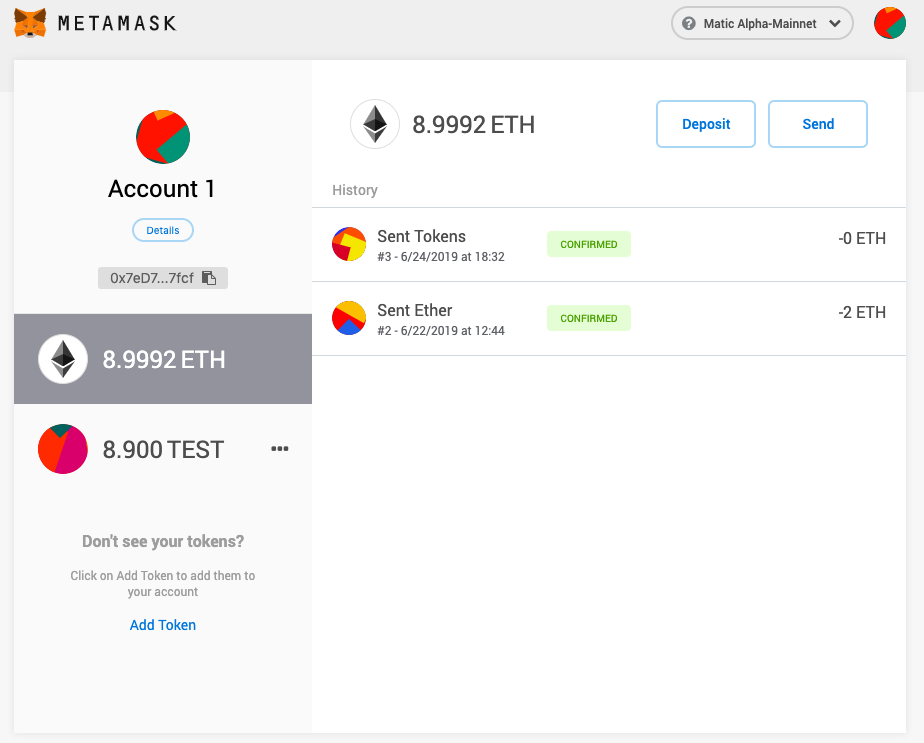 METAMASK
Matic Alpha-Mainnet
Account 1
Details
0x7eD7...7fcf
8.9992 ETH
8.900 TEST
Don't see your tokens?
Click on Add Token to add them to
your account
Add Token
8.9992 ETH
Deposit
Send
History
Sent Tokens
#3 - 6/24/2019 at 18:32
CONFIRMED
-0 ETH
Sent Ether
#2 - 6/22/2019 at 12:44
CONFIRMED
-2 ETH